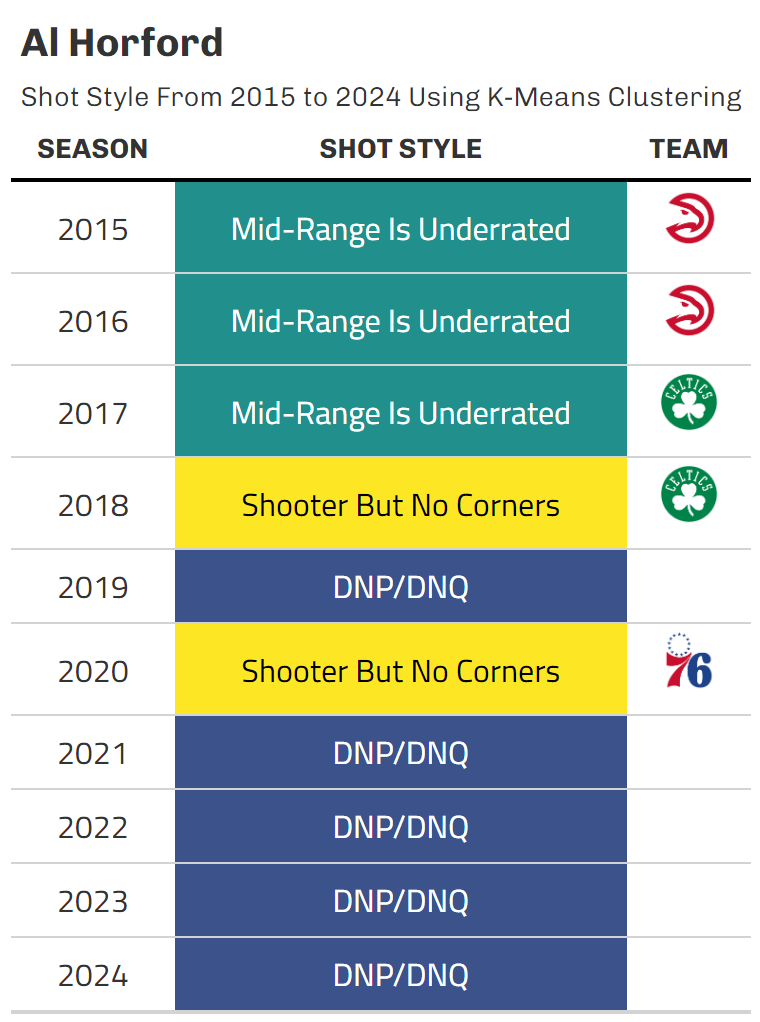 Al Horford
Shot Style From 2015 to 2024 Using K-Means Clustering
SEASON SHOT STYLE TEAM
2015 Mid-Range Is Underrated
2016 Mid-Range Is Underrated
2017 Mid-Range Is Underrated CELTICS
2018 Shooter But No Corners CELTICS
2019 DNP/DNQ
2020 Shooter But No Corners 76
2021 DNP/DNQ
2022 DNP/DNQ
2023 DNP/DNQ
2024 DNP/DNQ